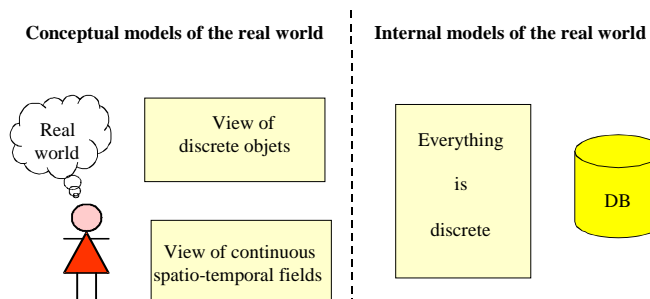 Conceptual models of the real world
Internal models of the real world
Real
world
View of
discrete objets
View of continuous
spatio-temporal fields
Everything
is
discrete
DB